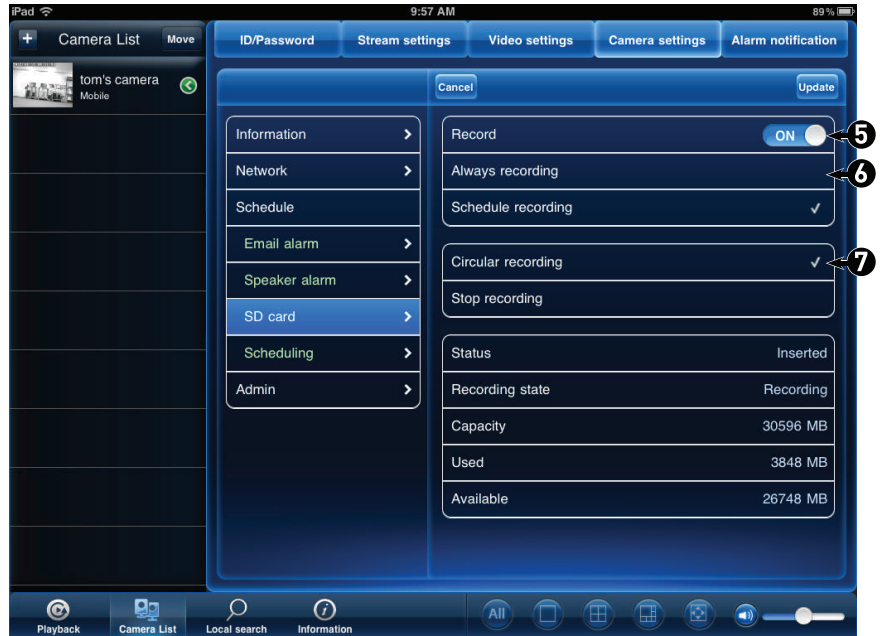 iPad 9:57 AM 89%
+ Camera List Move
ID/Password Stream settings Video settings Camera settings Alarm notification
tom's camera
Mobile
Cancel Update
Information
Network
Schedule
Email alarm
Speaker alarm
SD card
Scheduling
Admin
Record ON 5
Always recording 6
Schedule recording
Circular recording 7
Stop recording
Status Inserted
Recording state Recording
Capacity 30596 MB
Used 3848 MB
Available 26748 MB
Playback Camera List Local search Information
All